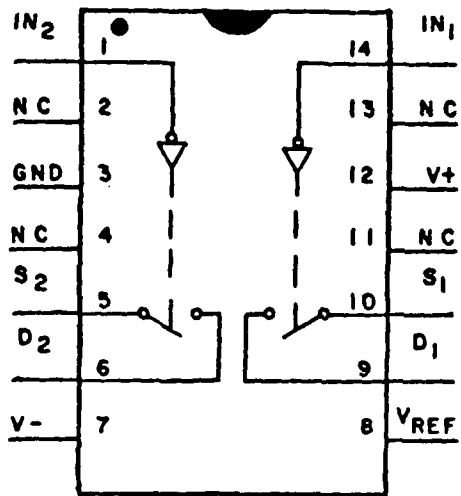 IN2 1 14 IN1
NC 2 13 NC
GND 3 12 V+
NC 4 11 NC
S2 5 10 S1
D2 6 9 D1
V- 7 8 VREF